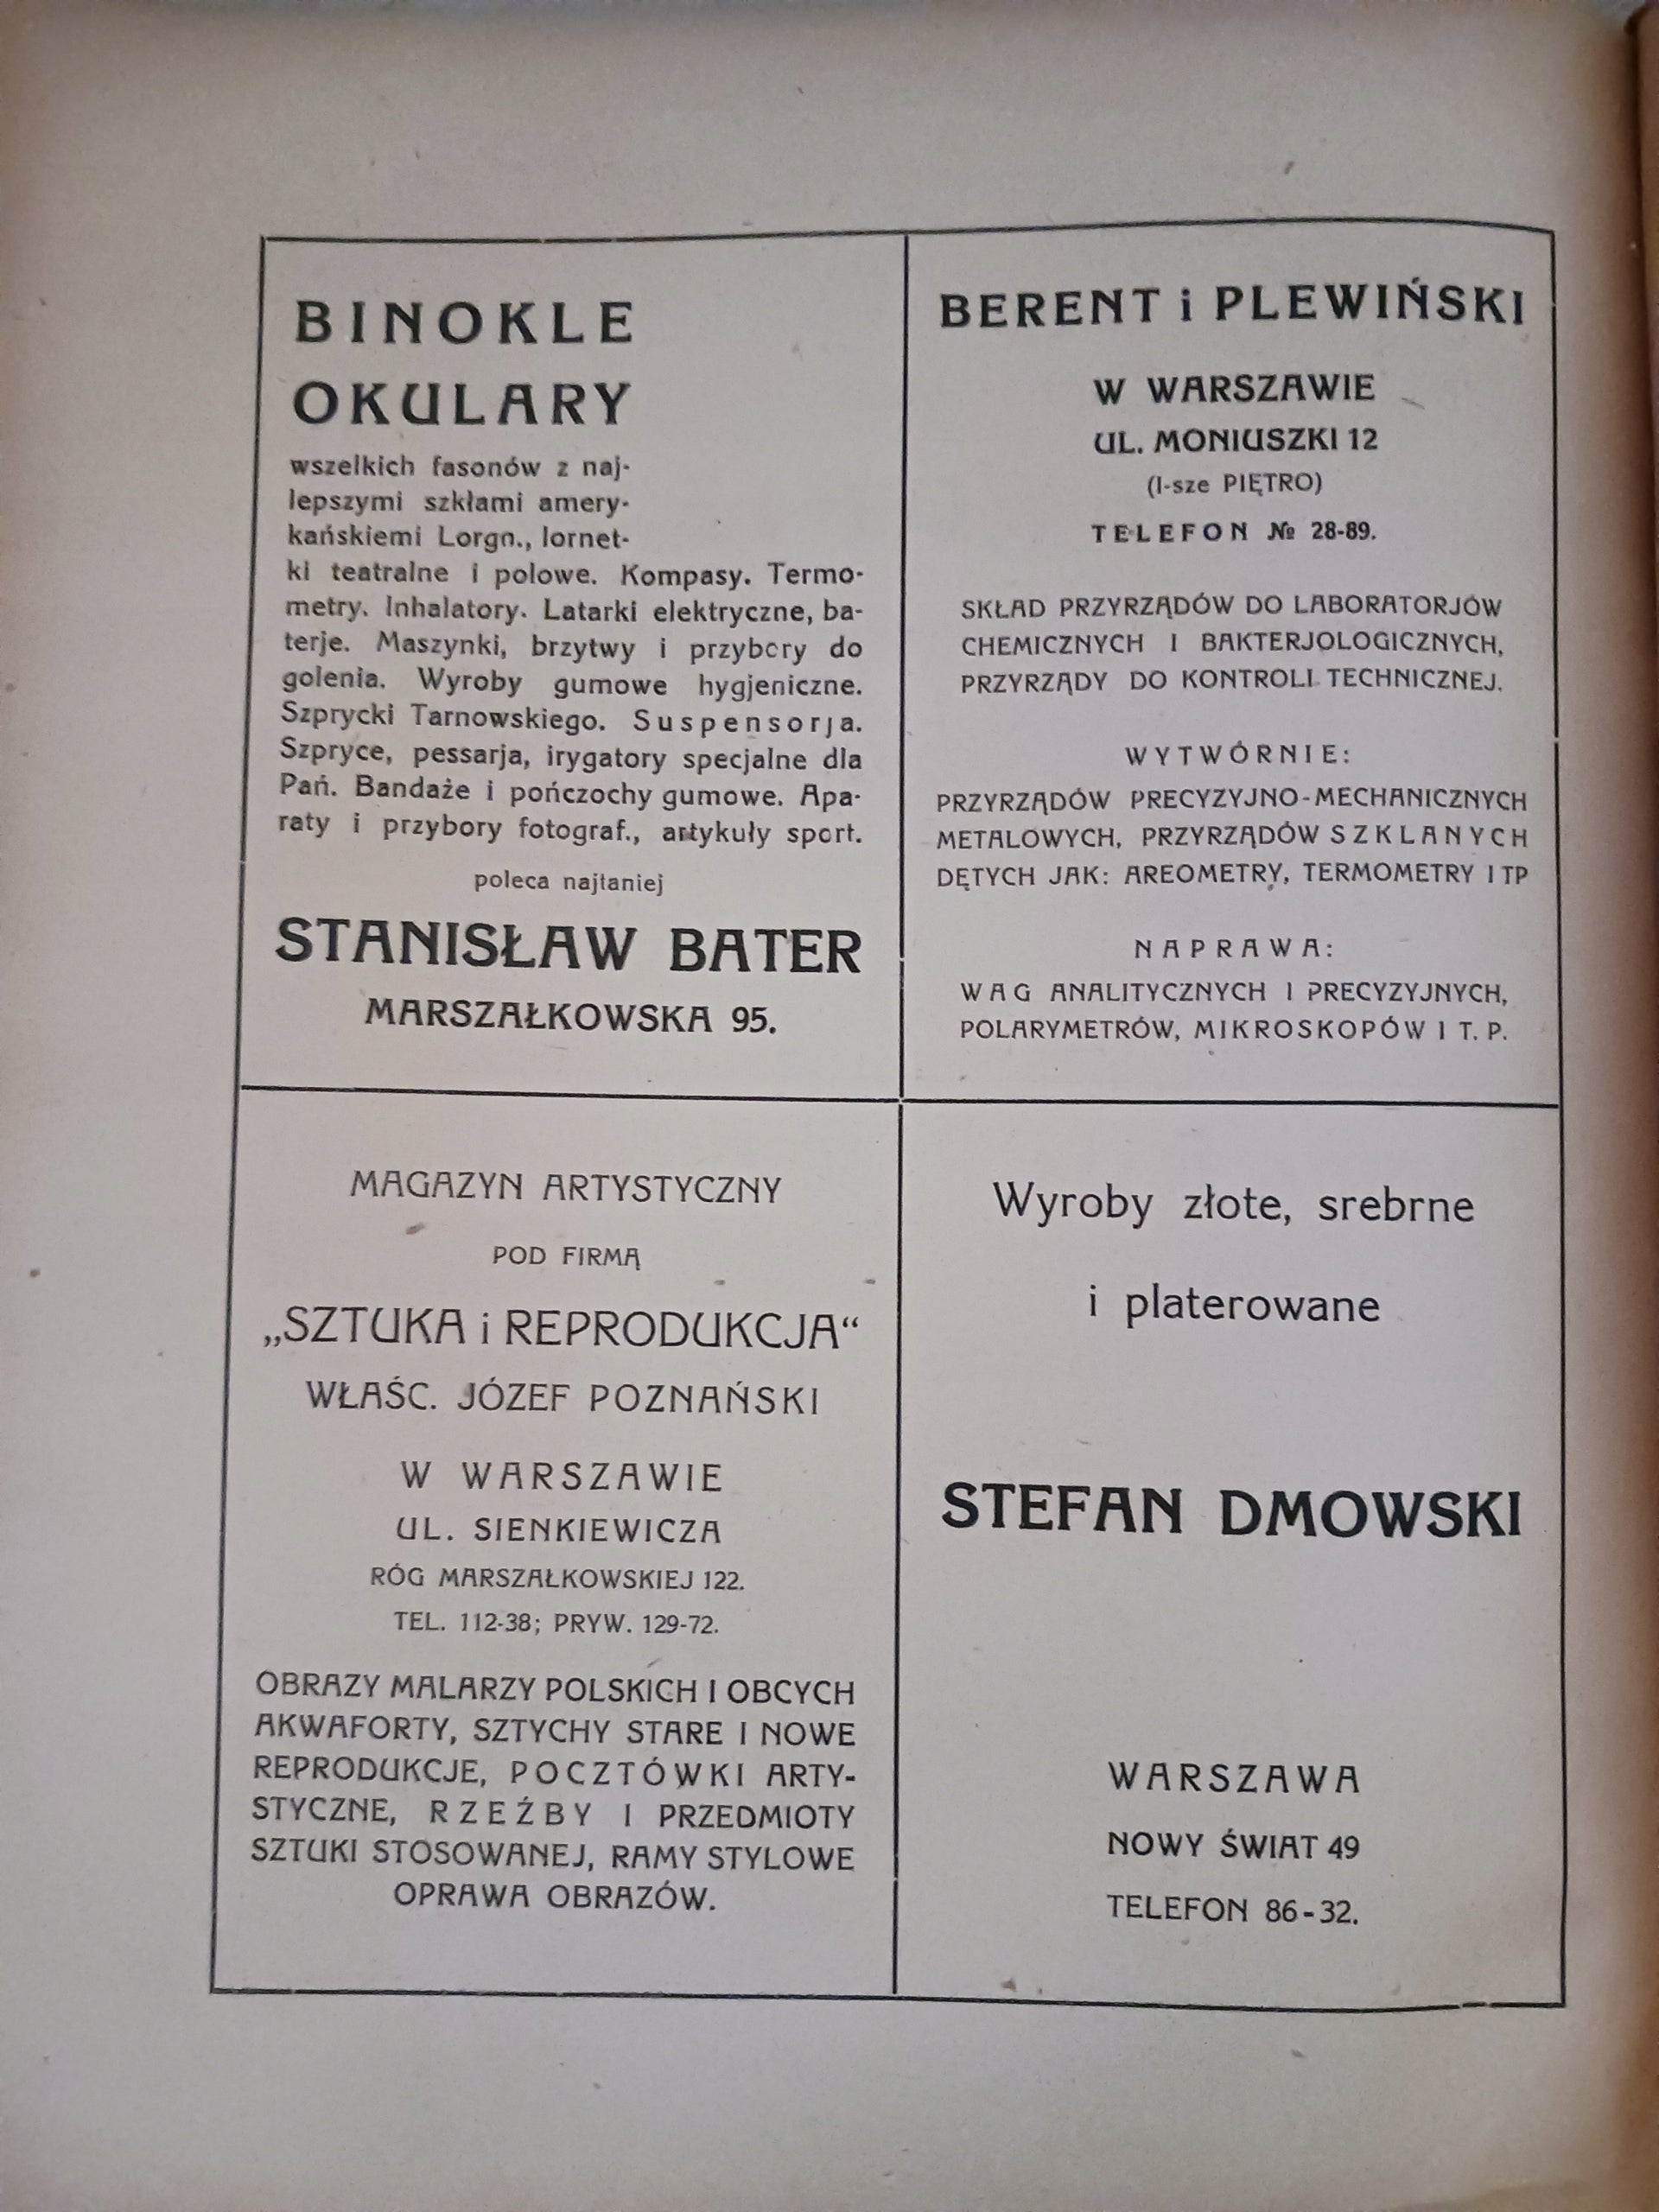 BINOKLE
OKULARY
wszelkich fasonów z naj-
lepszymi szkłami amery-
kańskiemi Lorgn., lornet-
ki teatralne i polowe. Kompasy. Termo-
metry. Inhalatory. Latarki elektryczne, ba-
terje. Maszynki, brzytwy i przybory do
golenia. Wyroby gumowe hygjeniczne.
Szprycki Tarnowskiego. Suspensorja.
Szpryce, pessarja, irygatory specjalne dla
Pań. Bandaże i pończochy gumowe. Apa-
raty i przybory fotograf., artykuły sport.
poleca najtaniej
STANISŁAW BATER
MARSZAŁKOWSKA 95.
BERENT i PLEWIŃSKI
W WARSZAWIE
UL. MONIUSZKI 12
(I-sze PIĘTRO)
TELEFON № 28-89.
SKŁAD PRZYRZĄDÓW DO LABORATORJÓW
CHEMICZNYCH I BAKTERJOLOGICZNYCH,
PRZYRZĄDY DO KONTROLI TECHNICZNEJ.
WYTWÓRNIE:
PRZYRZĄDÓW PRECYZYJNO-MECHANICZNYCH
METALOWYCH, PRZYRZĄDÓW SZKLANYCH
DĘTYCH JAK: AREOMETRY, TERMOMETRY I TP
NAPRAWA:
WAG ANALITYCZNYCH I PRECYZYJNYCH,
POLARYMETRÓW, MIKROSKOPÓW I T. P.
MAGAZYN ARTYSTYCZNY
POD FIRMĄ
„SZTUKA i REPRODUKCJA“
WŁAŚC. JÓZEF POZNAŃSKI
W WARSZAWIE
UL. SIENKIEWICZA
RÓG MARSZAŁKOWSKIEJ 122.
TEL. 112-38; PRYW. 129-72.
OBRAZY MALARZY POLSKICH I OBCYCH
AKWAFORTY, SZTYCHY STARE I NOWE
REPRODUKCJE, POCZTÓWKI ARTY-
STYCZNE, RZEŹBY I PRZEDMIOTY
SZTUKI STOSOWANEJ, RAMY STYLOWE
OPRAWA OBRAZÓW.
Wyroby złote, srebrne
i platerowane
STEFAN DMOWSKI
WARSZAWA
NOWY ŚWIAT 49
TELEFON 86-32.